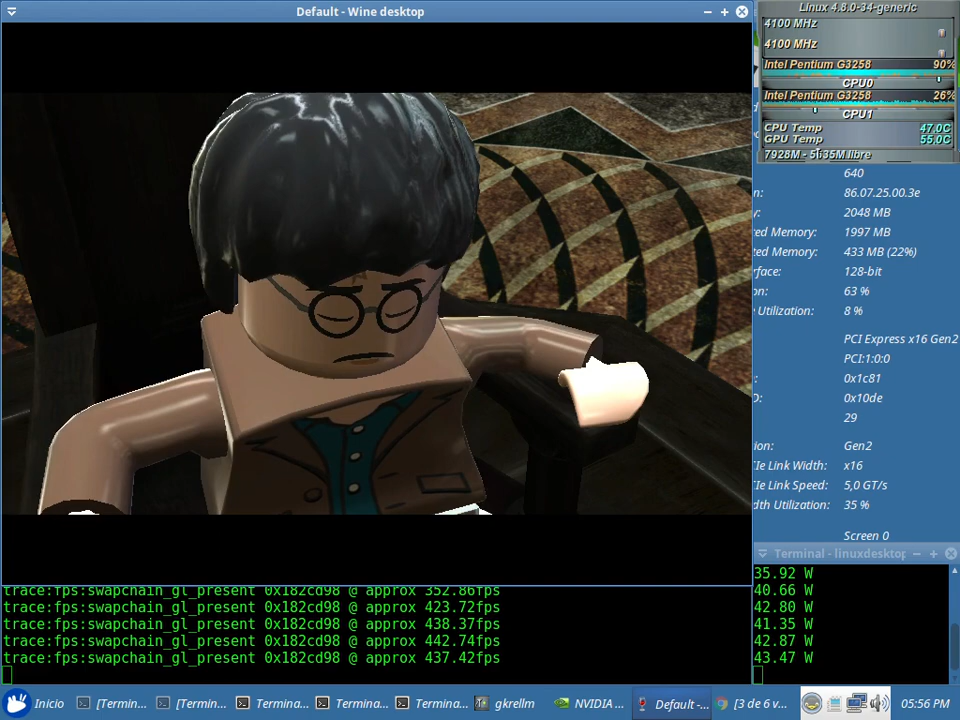 Default - Wine desktop
Linux 4.8.0-34-generic
4100 MHz
4100 MHz
Intel Pentium G3258 90%
CPU0
Intel Pentium G3258 26%
CPU1
CPU Temp 47.0C
GPU Temp 55.0C
7928M - 5635M libre
640
n: 86.07.25.00.3e
y: 2048 MB
ed Memory: 1997 MB
ed Memory: 433 MB (22%)
rface: 128-bit
on: 63 %
Utilization: 8 %
PCI Express x16 Gen2
PCI:1:0:0
: 0x1c81
D: 0x10de
29
ion: Gen2
Ie Link Width: x16
Ie Link Speed: 5,0 GT/s
dth Utilization: 35 %
Screen 0
Terminal - linuxdesktop
35.92 W
40.66 W
42.80 W
41.35 W
42.87 W
43.47 W
trace:fps:swapchain_gl_present 0x182cd98 @ approx 352.86fps
trace:fps:swapchain_gl_present 0x182cd98 @ approx 423.72fps
trace:fps:swapchain_gl_present 0x182cd98 @ approx 438.37fps
trace:fps:swapchain_gl_present 0x182cd98 @ approx 442.74fps
trace:fps:swapchain_gl_present 0x182cd98 @ approx 437.42fps
Inicio [Termin... [Termin... Termina... Termina... Termina... gkrellm NVIDIA ... Default -... [3 de 6 v... 05:56 PM